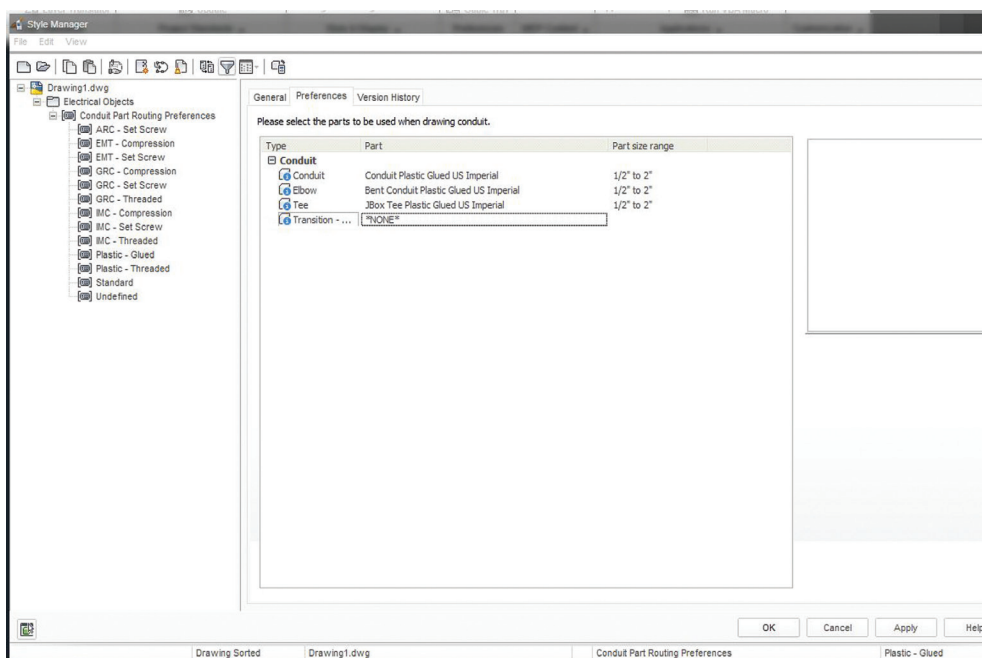 Style Manager
File Edit View
Drawing1.dwg
Electrical Objects
Conduit Part Routing Preferences
ARC - Set Screw
EMT - Compression
EMT - Set Screw
GRC - Compression
GRC - Set Screw
GRC - Threaded
IMC - Compression
IMC - Set Screw
IMC - Threaded
Plastic - Glued
Plastic - Threaded
Standard
Undefined
General Preferences Version History
Please select the parts to be used when drawing conduit.
Type Part Part size range
Conduit
Conduit Conduit Plastic Glued US Imperial 1/2" to 2"
Elbow Bent Conduit Plastic Glued US Imperial 1/2" to 2"
Tee JBox Tee Plastic Glued US Imperial 1/2" to 2"
Transition - ... *NONE*
OK Cancel Apply Help
Drawing Sorted Drawing1.dwg Conduit Part Routing Preferences Plastic - Glued